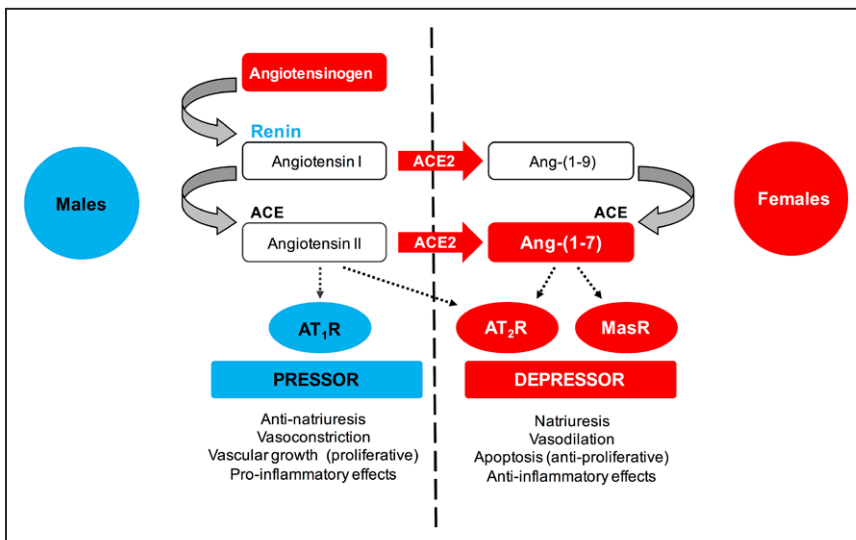 Angiotensinogen
Renin
Angiotensin I
ACE2
Ang-(1-9)
Males
Females
ACE
ACE
Angiotensin II
ACE2
Ang-(1-7)
AT₁R
AT₂R
MasR
PRESSOR
DEPRESSOR
Anti-natriuresis
Vasoconstriction
Vascular growth (proliferative)
Pro-inflammatory effects
Natriuresis
Vasodilation
Apoptosis (anti-proliferative)
Anti-inflammatory effects